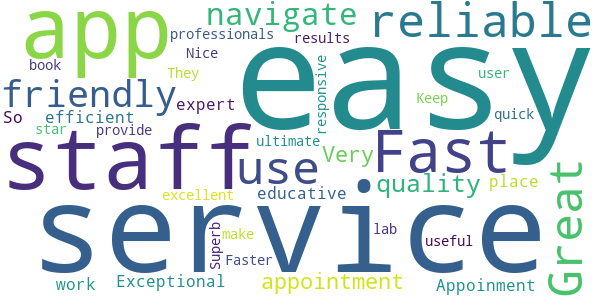 app
professionals
navigate
reliable
book
Nice
results
They
easy
friendly
expert
responsive
user
Keep
So
efficient
quick
star
provide
staff
ultimate
Very
Fast
use
quality
place
excellent
educative
Great
service
Superb
make
lab
useful
Faster
work
Exceptional
appointment
Appoinment